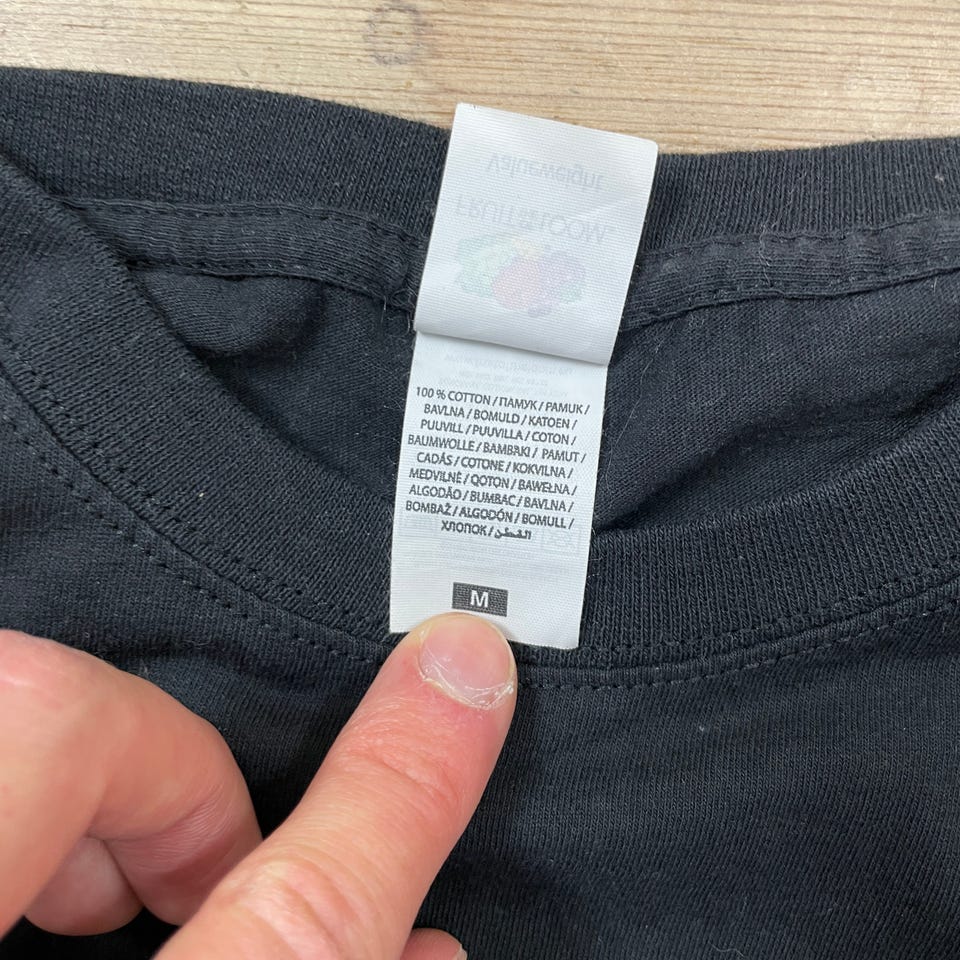 Valueweight
FRUIT OF THE LOOM
100 % COTTON / ПАМУК / PAMUK /
BAVLNA / BOMULD / KATOEN /
PUUVILL / PUUVILLA / COTON /
BAUMWOLLE / BAMBAKI / PAMUT /
CADÁS / COTONE / KOKVILNA /
MEDVILNĖ / QOTON / BAWEŁNA /
ALGODÃO / BUMBAC / BAVLNA /
BOMBAŽ / ALGODÓN / BOMULL /
ХЛОПОК / القطن
M